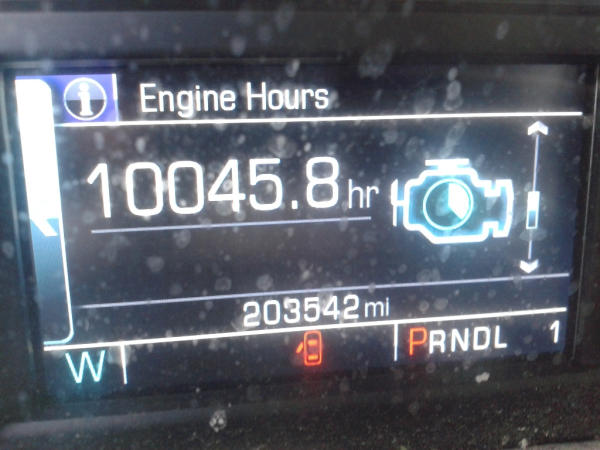 i Engine Hours
10045.8 hr
203542 mi
W PRNDL 1